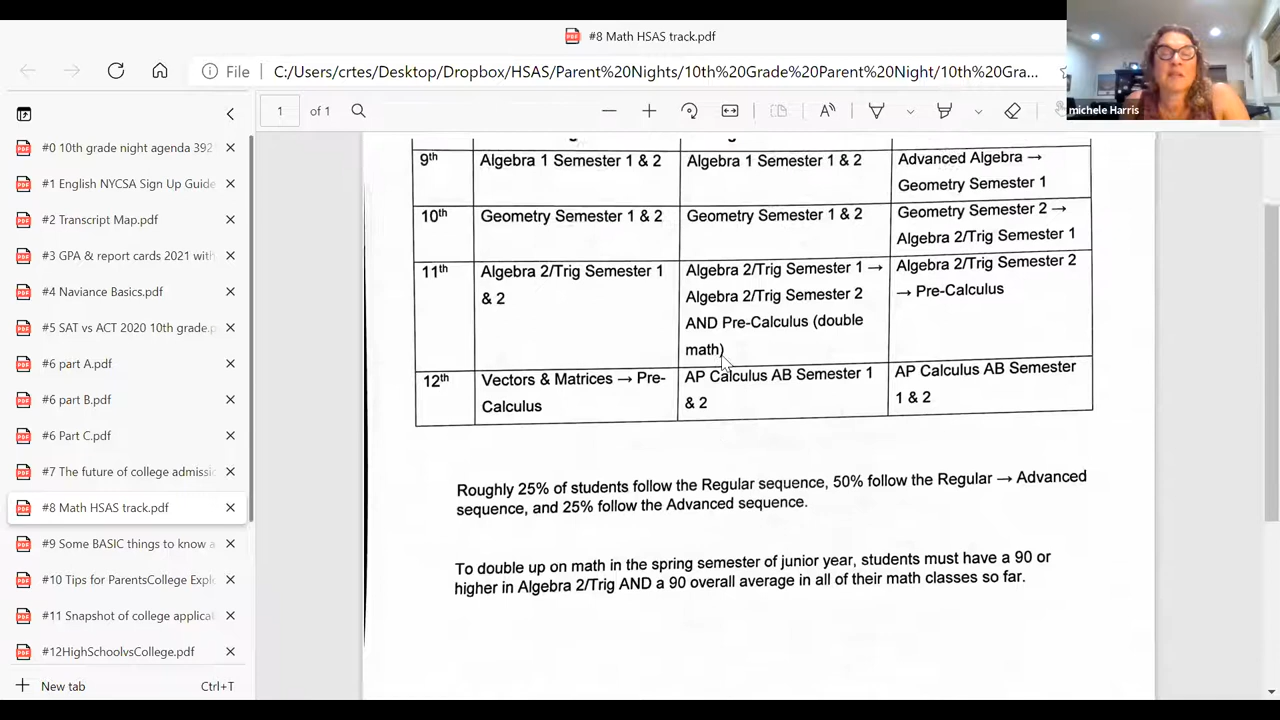 #8 Math HSAS track.pdf
File C:/Users/crtes/Desktop/Dropbox/HSAS/Parent%20Nights/10th%20Grade%20Parent%20Night/10th%20Gra...
michele Harris
1 of 1
#0 10th grade night agenda 392
#1 English NYCSA Sign Up Guide
#2 Transcript Map.pdf
#3 GPA & report cards 2021 with
#4 Naviance Basics.pdf
#5 SAT vs ACT 2020 10th grade.p
#6 part A.pdf
#6 part B.pdf
#6 Part C.pdf
#7 The future of college admissi
#8 Math HSAS track.pdf
#9 Some BASIC things to know a
#10 Tips for ParentsCollege Expl
#11 Snapshot of college applica
#12HighSchoolvsCollege.pdf
New tab Ctrl+T
9th Algebra 1 Semester 1 & 2 Algebra 1 Semester 1 & 2 Advanced Algebra →
Geometry Semester 1
10th Geometry Semester 1 & 2 Geometry Semester 1 & 2 Geometry Semester 2 →
Algebra 2/Trig Semester 1
11th Algebra 2/Trig Semester 1 Algebra 2/Trig Semester 1 → Algebra 2/Trig Semester 2
& 2 Algebra 2/Trig Semester 2 → Pre-Calculus
AND Pre-Calculus (double
math)
12th Vectors & Matrices → Pre- AP Calculus AB Semester 1 AP Calculus AB Semester
Calculus & 2 1 & 2
Roughly 25% of students follow the Regular sequence, 50% follow the Regular → Advanced
sequence, and 25% follow the Advanced sequence.
To double up on math in the spring semester of junior year, students must have a 90 or
higher in Algebra 2/Trig AND a 90 overall average in all of their math classes so far.